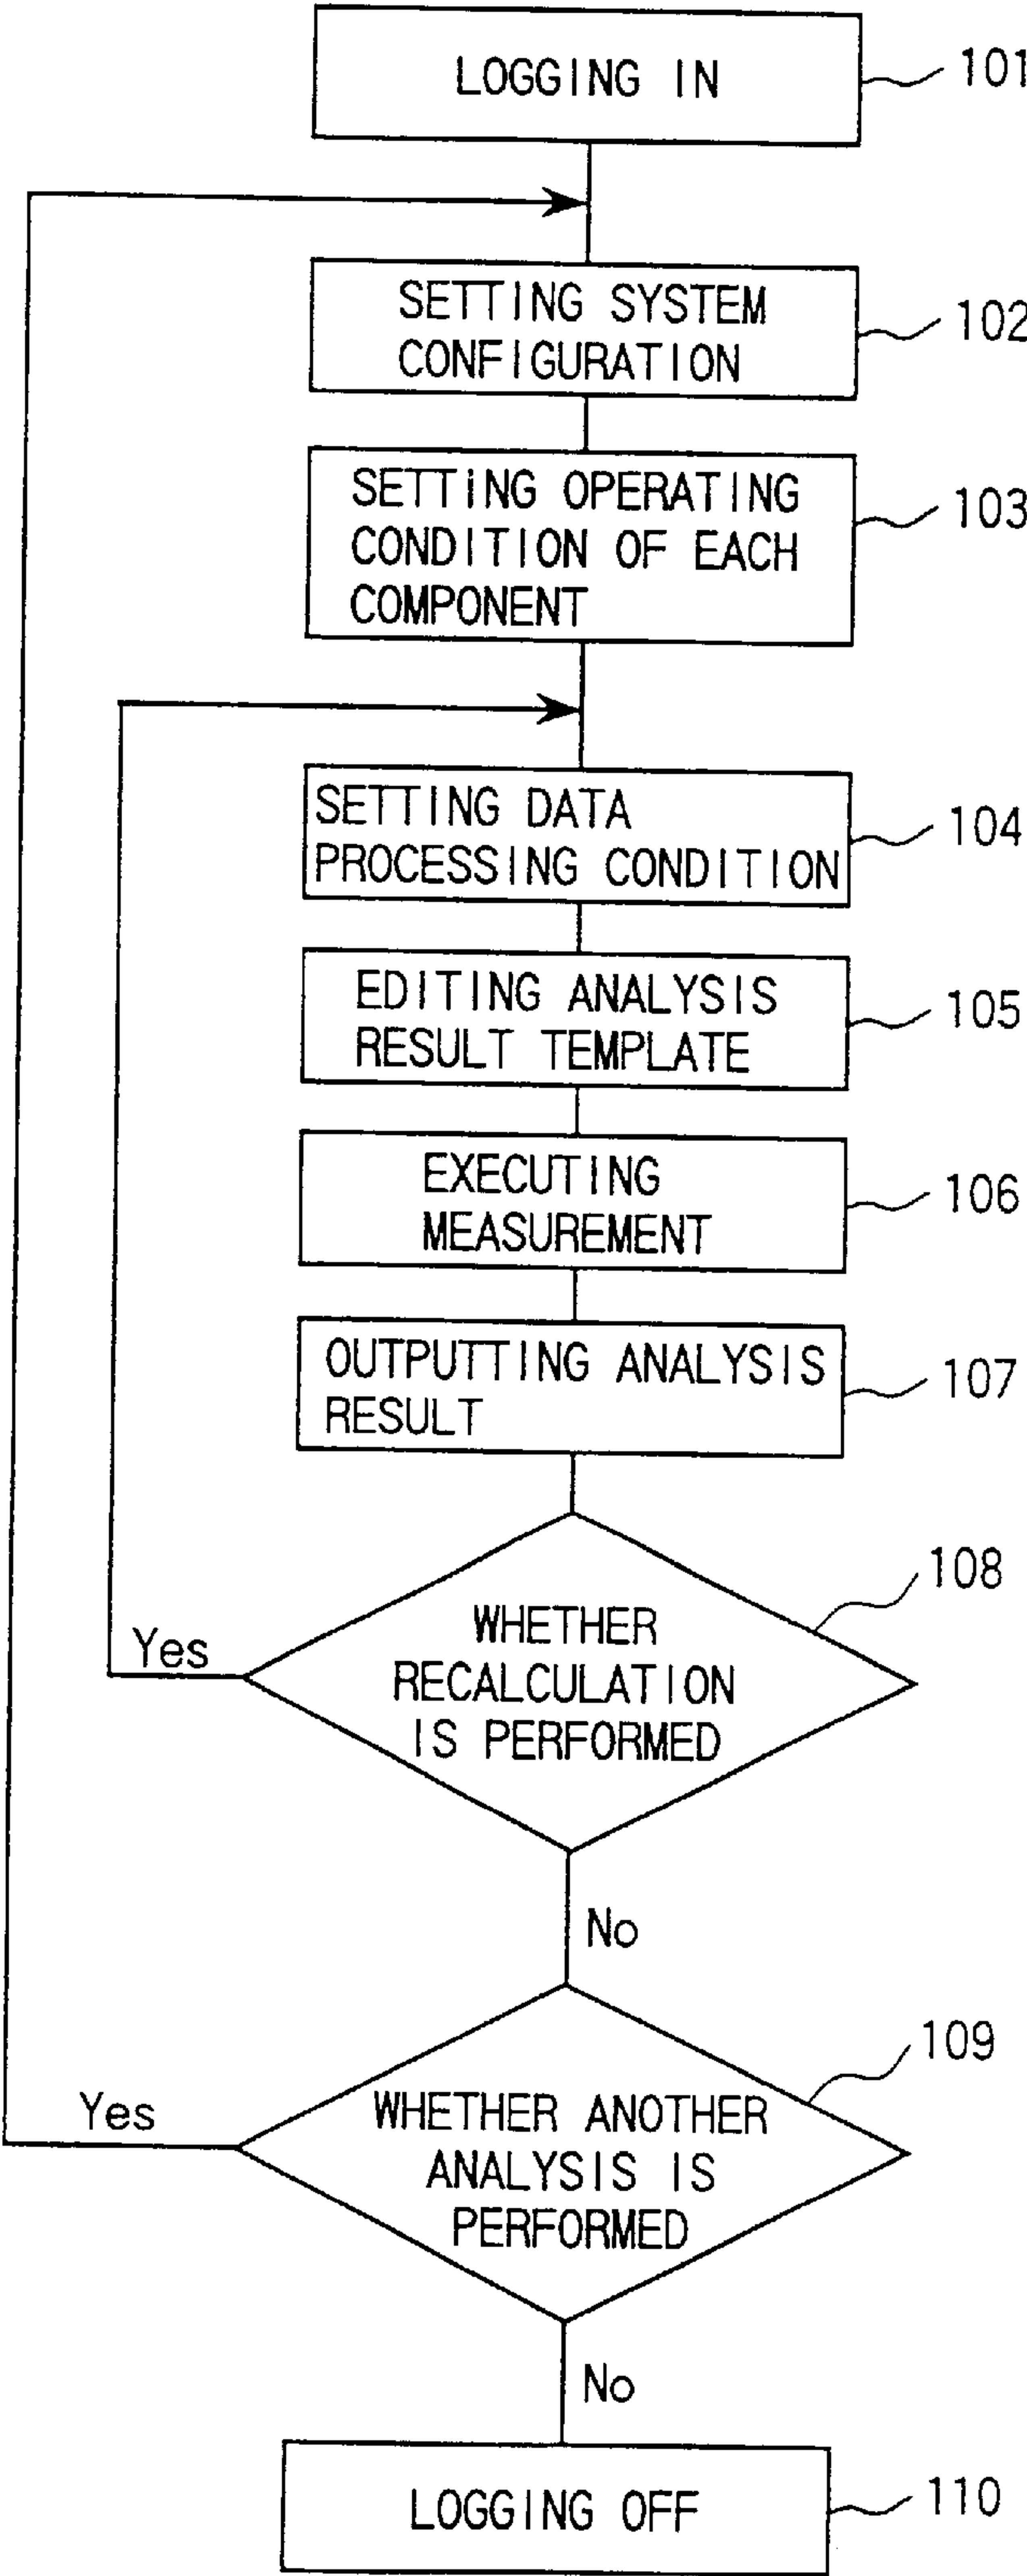 LOGGING IN
101
SETTING SYSTEM
CONFIGURATION
102
SETTING OPERATING
CONDITION OF EACH
COMPONENT
103
SETTING DATA
PROCESSING CONDITION
104
EDITING ANALYSIS
RESULT TEMPLATE
105
EXECUTING
MEASUREMENT
106
OUTPUTTING ANALYSIS
RESULT
107
108
WHETHER
RECALCULATION
IS PERFORMED
Yes
No
109
WHETHER ANOTHER
ANALYSIS IS
PERFORMED
Yes
No
LOGGING OFF
110